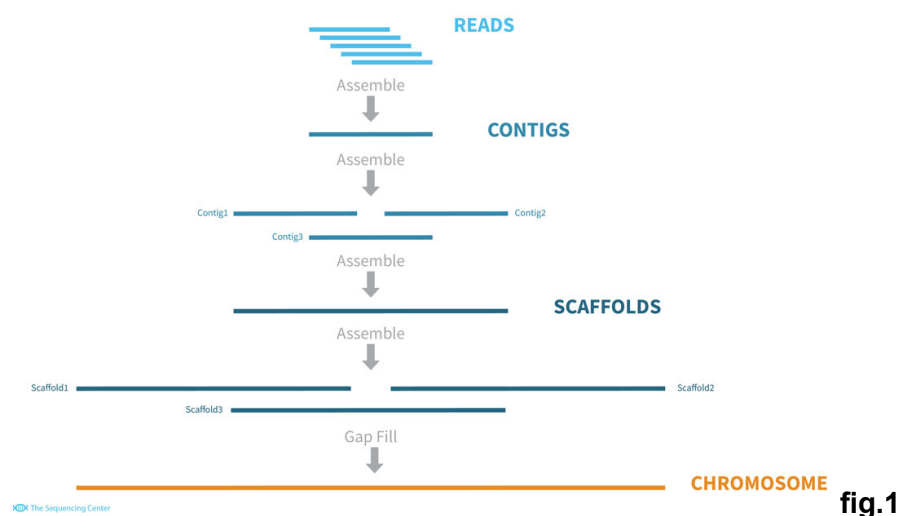 READS
Assemble
CONTIGS
Assemble
Contig1
Contig2
Contig3
Assemble
SCAFFOLDS
Assemble
Scaffold1
Scaffold2
Scaffold3
Gap Fill
CHROMOSOME
The Sequencing Center
fig.1